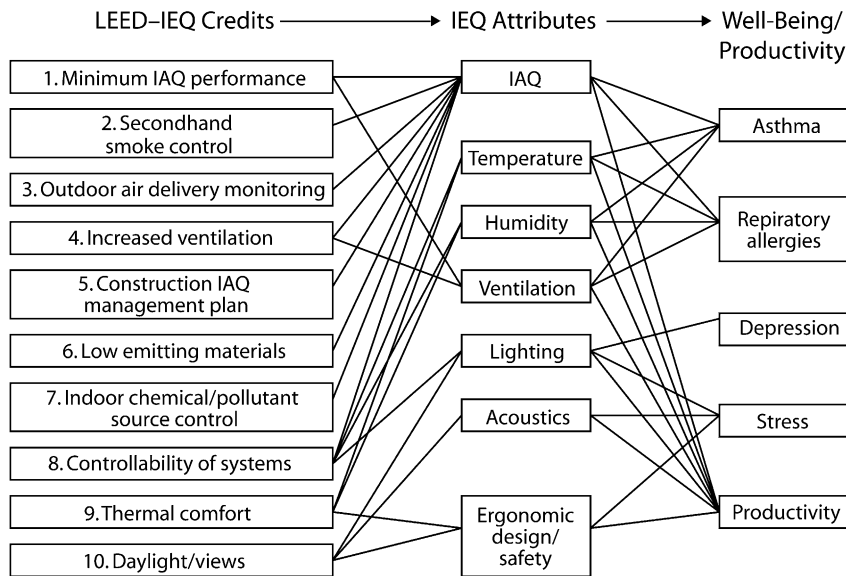 LEED–IEQ Credits
IEQ Attributes
Well-Being/
Productivity
1. Minimum IAQ performance
2. Secondhand
smoke control
3. Outdoor air delivery monitoring
4. Increased ventilation
5. Construction IAQ
management plan
6. Low emitting materials
7. Indoor chemical/pollutant
source control
8. Controllability of systems
9. Thermal comfort
10. Daylight/views
IAQ
Temperature
Humidity
Ventilation
Lighting
Acoustics
Ergonomic
design/
safety
Asthma
Repiratory
allergies
Depression
Stress
Productivity